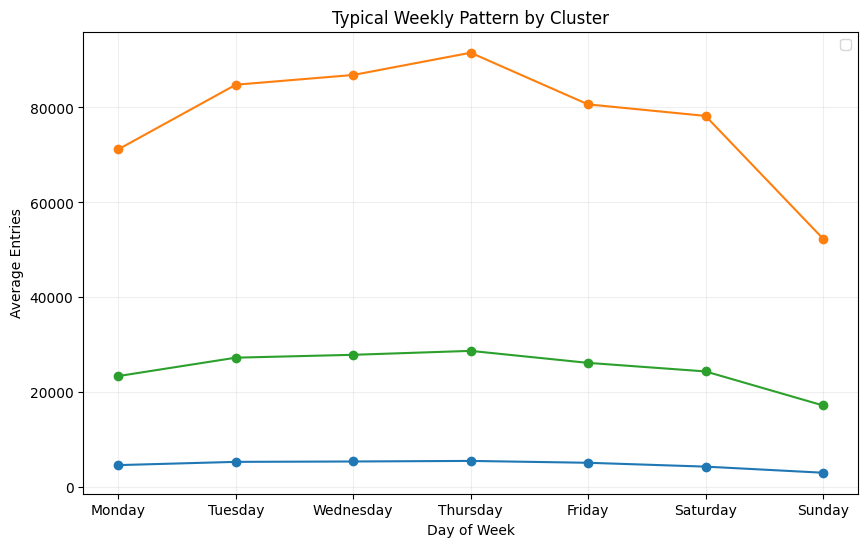 Typical Weekly Pattern by Cluster
Average Entries
80000
60000
40000
20000
0
Monday Tuesday Wednesday Thursday Friday Saturday Sunday
Day of Week